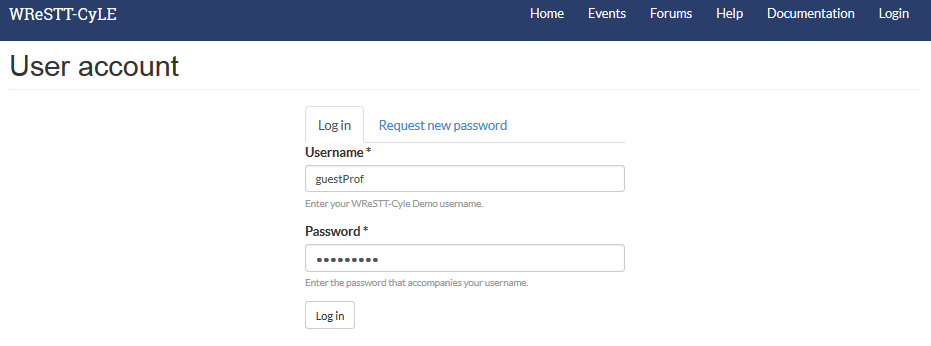 WReSTT-CyLE Home Events Forums Help Documentation Login
User account
Log in Request new password
Username *
guestProf
Enter your WReSTT-Cyle Demo username.
Password *
•••••••••
Enter the password that accompanies your username.
Log in